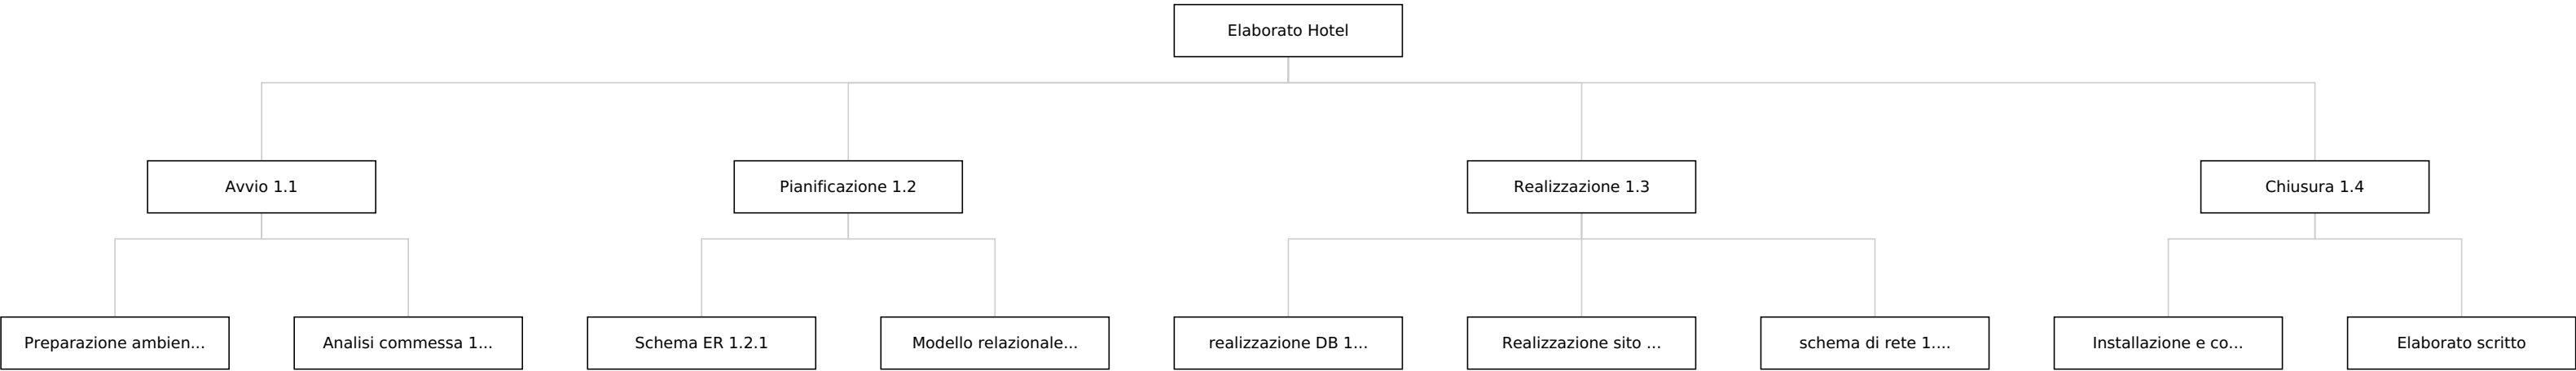 Elaborato Hotel
Avvio 1.1
Pianificazione 1.2
Realizzazione 1.3
Chiusura 1.4
Preparazione ambien...
Analisi commessa 1...
Schema ER 1.2.1
Modello relazionale...
realizzazione DB 1...
Realizzazione sito ...
schema di rete 1....
Installazione e co...
Elaborato scritto